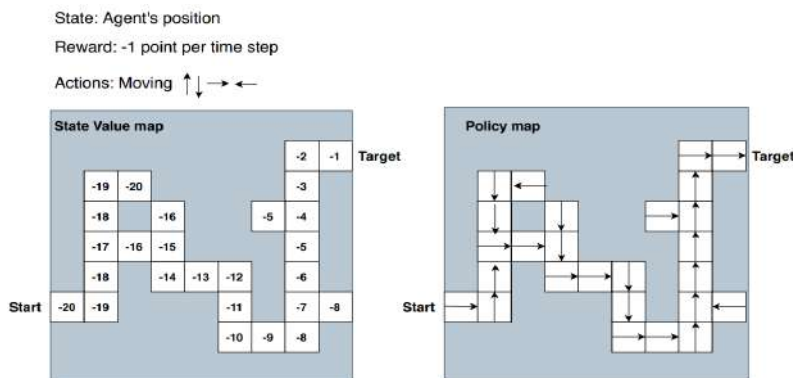 State: Agent's position
Reward: -1 point per time step
Actions: Moving
State Value map
Policy map
-2 -1 Target
Target
-19 -20 -3
-18 -16 -5 -4
-17 -16 -15 -5
-18 -14 -13 -12 -6
Start -20 -19 -11 -7 -8
Start
-10 -9 -8